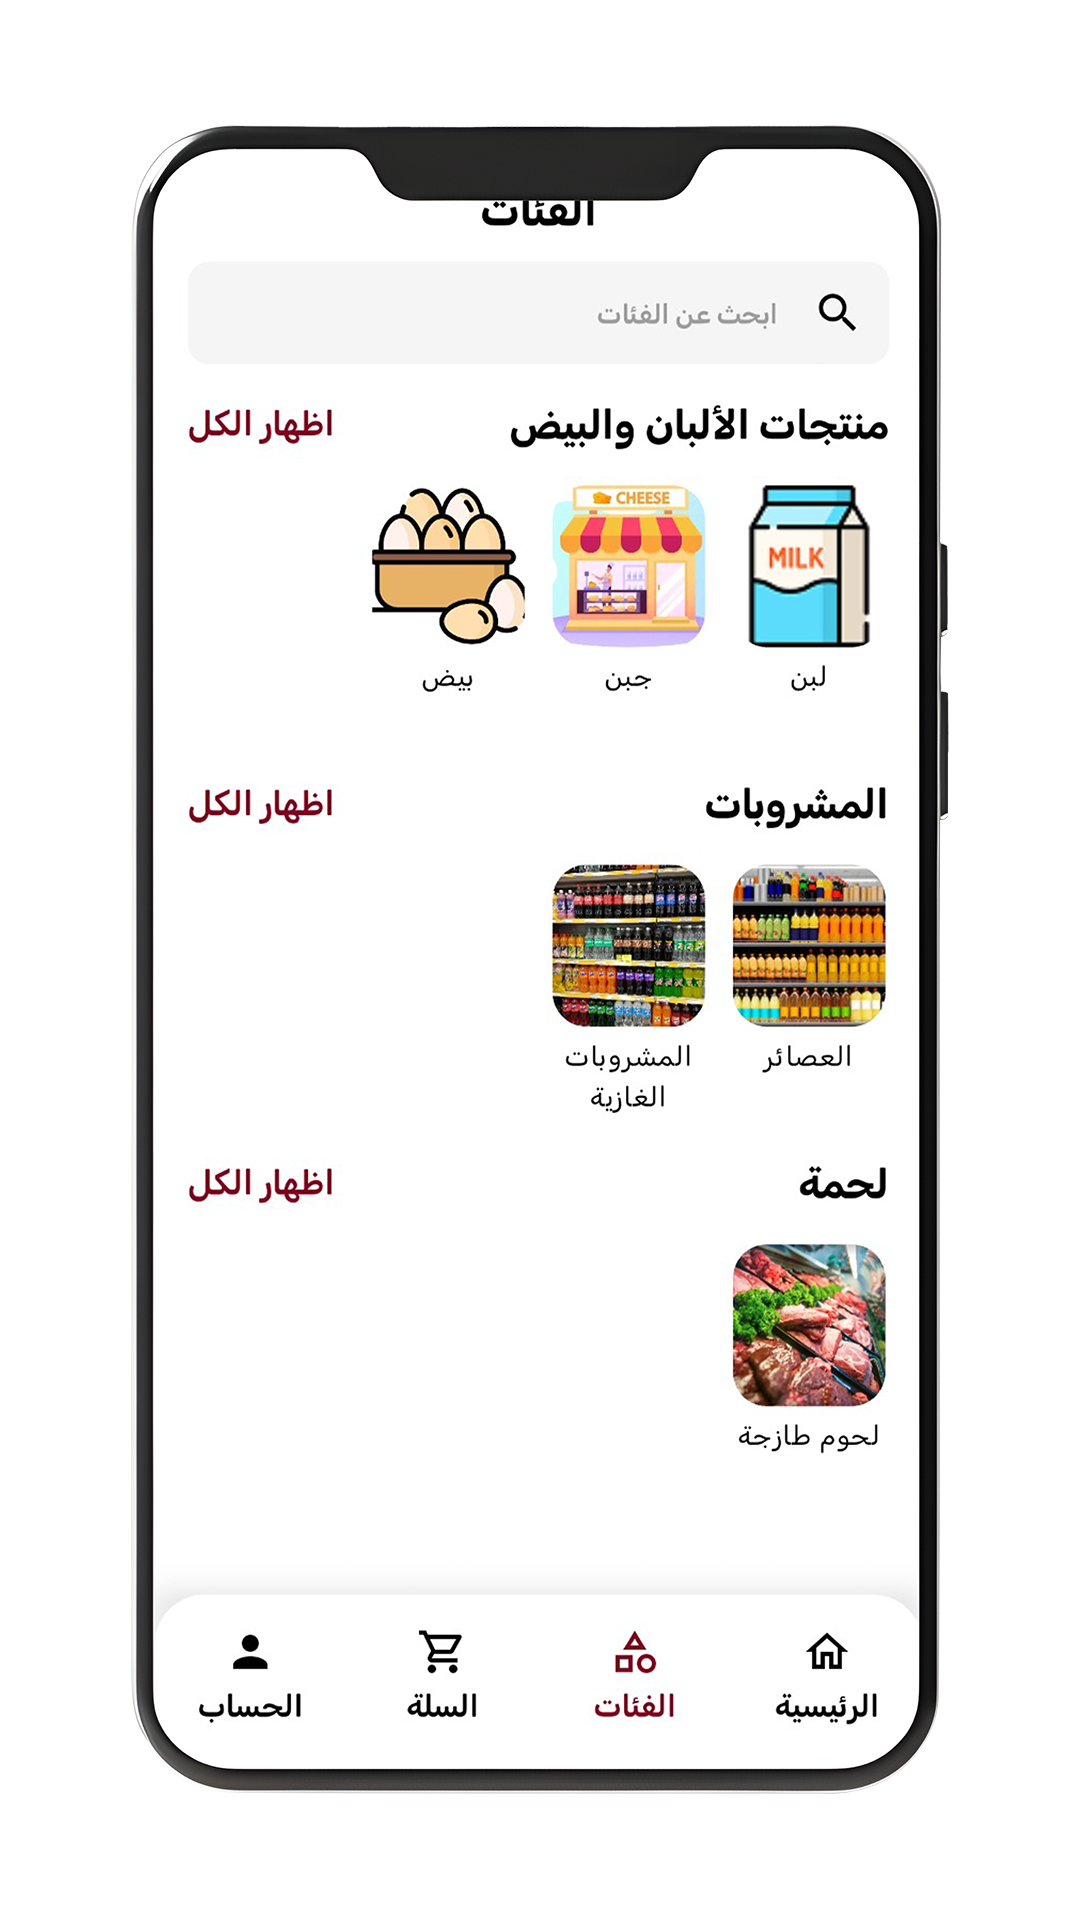 الفئات
ابحث عن الفئات
منتجات الألبان والبيض
اظهار الكل
MILK
CHEESE
لبن
جبن
بيض
المشروبات
اظهار الكل
العصائر
المشروبات
الغازية
لحمة
اظهار الكل
لحوم طازجة
الرئيسية
الفئات
السلة
الحساب